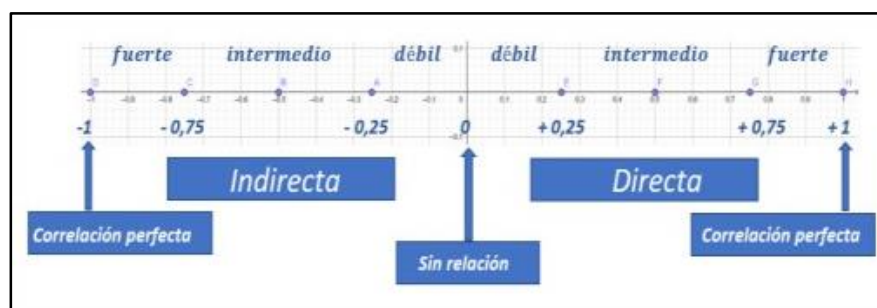 fuerte intermedio débil débil intermedio fuerte
D C B A E F G H
-1 - 0,75 - 0,25 0 + 0,25 + 0,75 + 1
Indirecta Directa
Correlación perfecta Sin relación Correlación perfecta